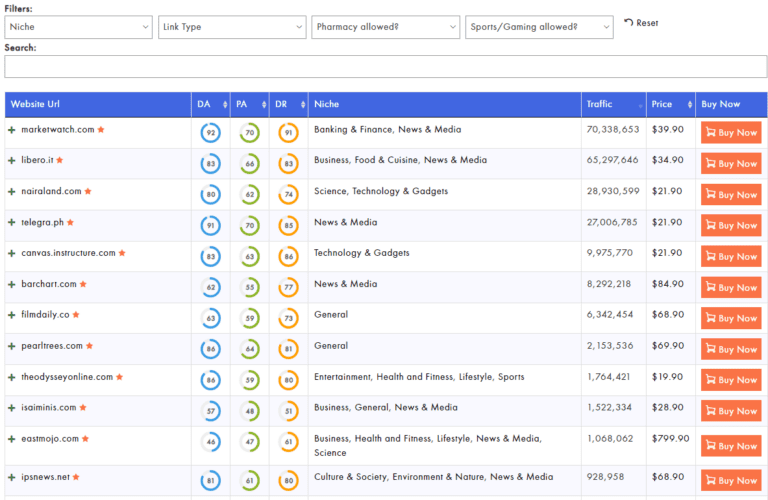 Filters:
Niche Link Type Pharmacy allowed? Sports/Gaming allowed? Reset
Search:
Website Url DA PA DR Niche Traffic Price Buy Now
marketwatch.com 92 70 91 Banking & Finance, News & Media 70,338,653 $39.90 Buy Now
libero.it 83 66 83 Business, Food & Cuisine, News & Media 65,297,646 $34.90 Buy Now
nairaland.com 80 62 74 Science, Technology & Gadgets 28,930,599 $21.90 Buy Now
telegra.ph 91 70 85 News & Media 27,006,785 $21.90 Buy Now
canvas.instructure.com 83 63 86 Technology & Gadgets 9,975,770 $21.90 Buy Now
barchart.com 62 55 77 News & Media 8,292,218 $84.90 Buy Now
filmdaily.co 63 59 73 General 6,342,454 $68.90 Buy Now
pearltrees.com 86 64 81 General 2,153,536 $69.90 Buy Now
theodysseyonline.com 86 59 80 Entertainment, Health and Fitness, Lifestyle, Sports 1,764,421 $19.90 Buy Now
isaiminis.com 57 48 51 Business, General, News & Media 1,522,334 $28.90 Buy Now
eastmojo.com 46 47 61 Business, Health and Fitness, Lifestyle, News & Media, 1,068,062 $799.90 Buy Now
Science
ipsnews.net 81 61 80 Culture & Society, Environment & Nature, News & Media 928,958 $68.90 Buy Now